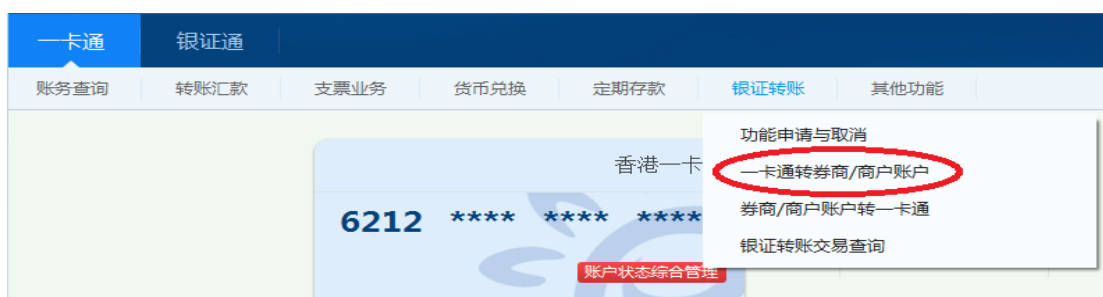 一卡通 银证通
账务查询 转账汇款 支票业务 货币兑换 定期存款 银证转账 其他功能
功能申请与取消
香港一卡
一卡通转券商/商户账户
6212 **** **** ****
券商/商户账户转一卡通
银证转账交易查询
账户状态综合管理